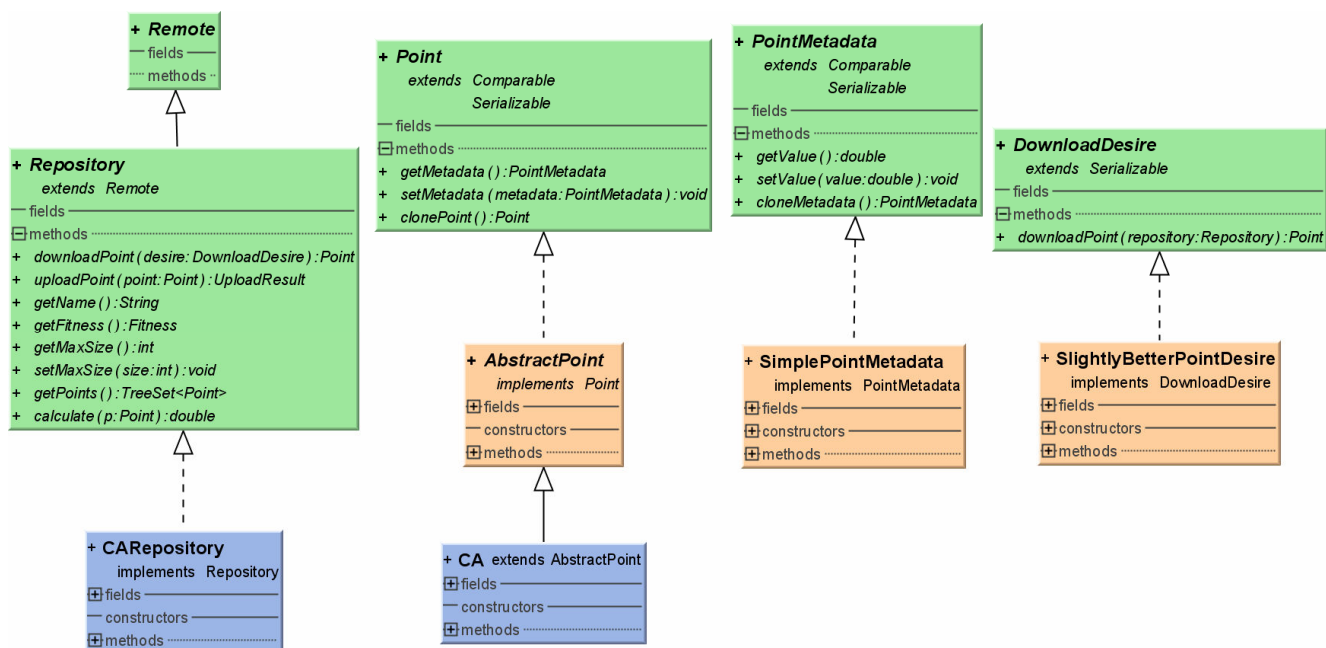 + Remote
fields
methods
+ Repository
extends Remote
fields
methods
+ downloadPoint(desire:DownloadDesire):Point
+ uploadPoint(point:Point):UploadResult
+ getName():String
+ getFitness():Fitness
+ getMaxSize():int
+ setMaxSize(size:int):void
+ getPoints():TreeSet<Point>
+ calculate(p:Point):double
+ CARepository
implements Repository
fields
constructors
methods
+ Point
extends Comparable
Serializable
fields
methods
+ getMetadata():PointMetadata
+ setMetadata(metadata:PointMetadata):void
+ clonePoint():Point
+ AbstractPoint
implements Point
fields
constructors
methods
+ CA extends AbstractPoint
fields
constructors
methods
+ PointMetadata
extends Comparable
Serializable
fields
methods
+ getValue():double
+ setValue(value:double):void
+ cloneMetadata():PointMetadata
+ SimplePointMetadata
implements PointMetadata
fields
constructors
methods
+ DownloadDesire
extends Serializable
fields
methods
+ downloadPoint(repository:Repository):Point
+ SlightlyBetterPointDesire
implements DownloadDesire
fields
constructors
methods